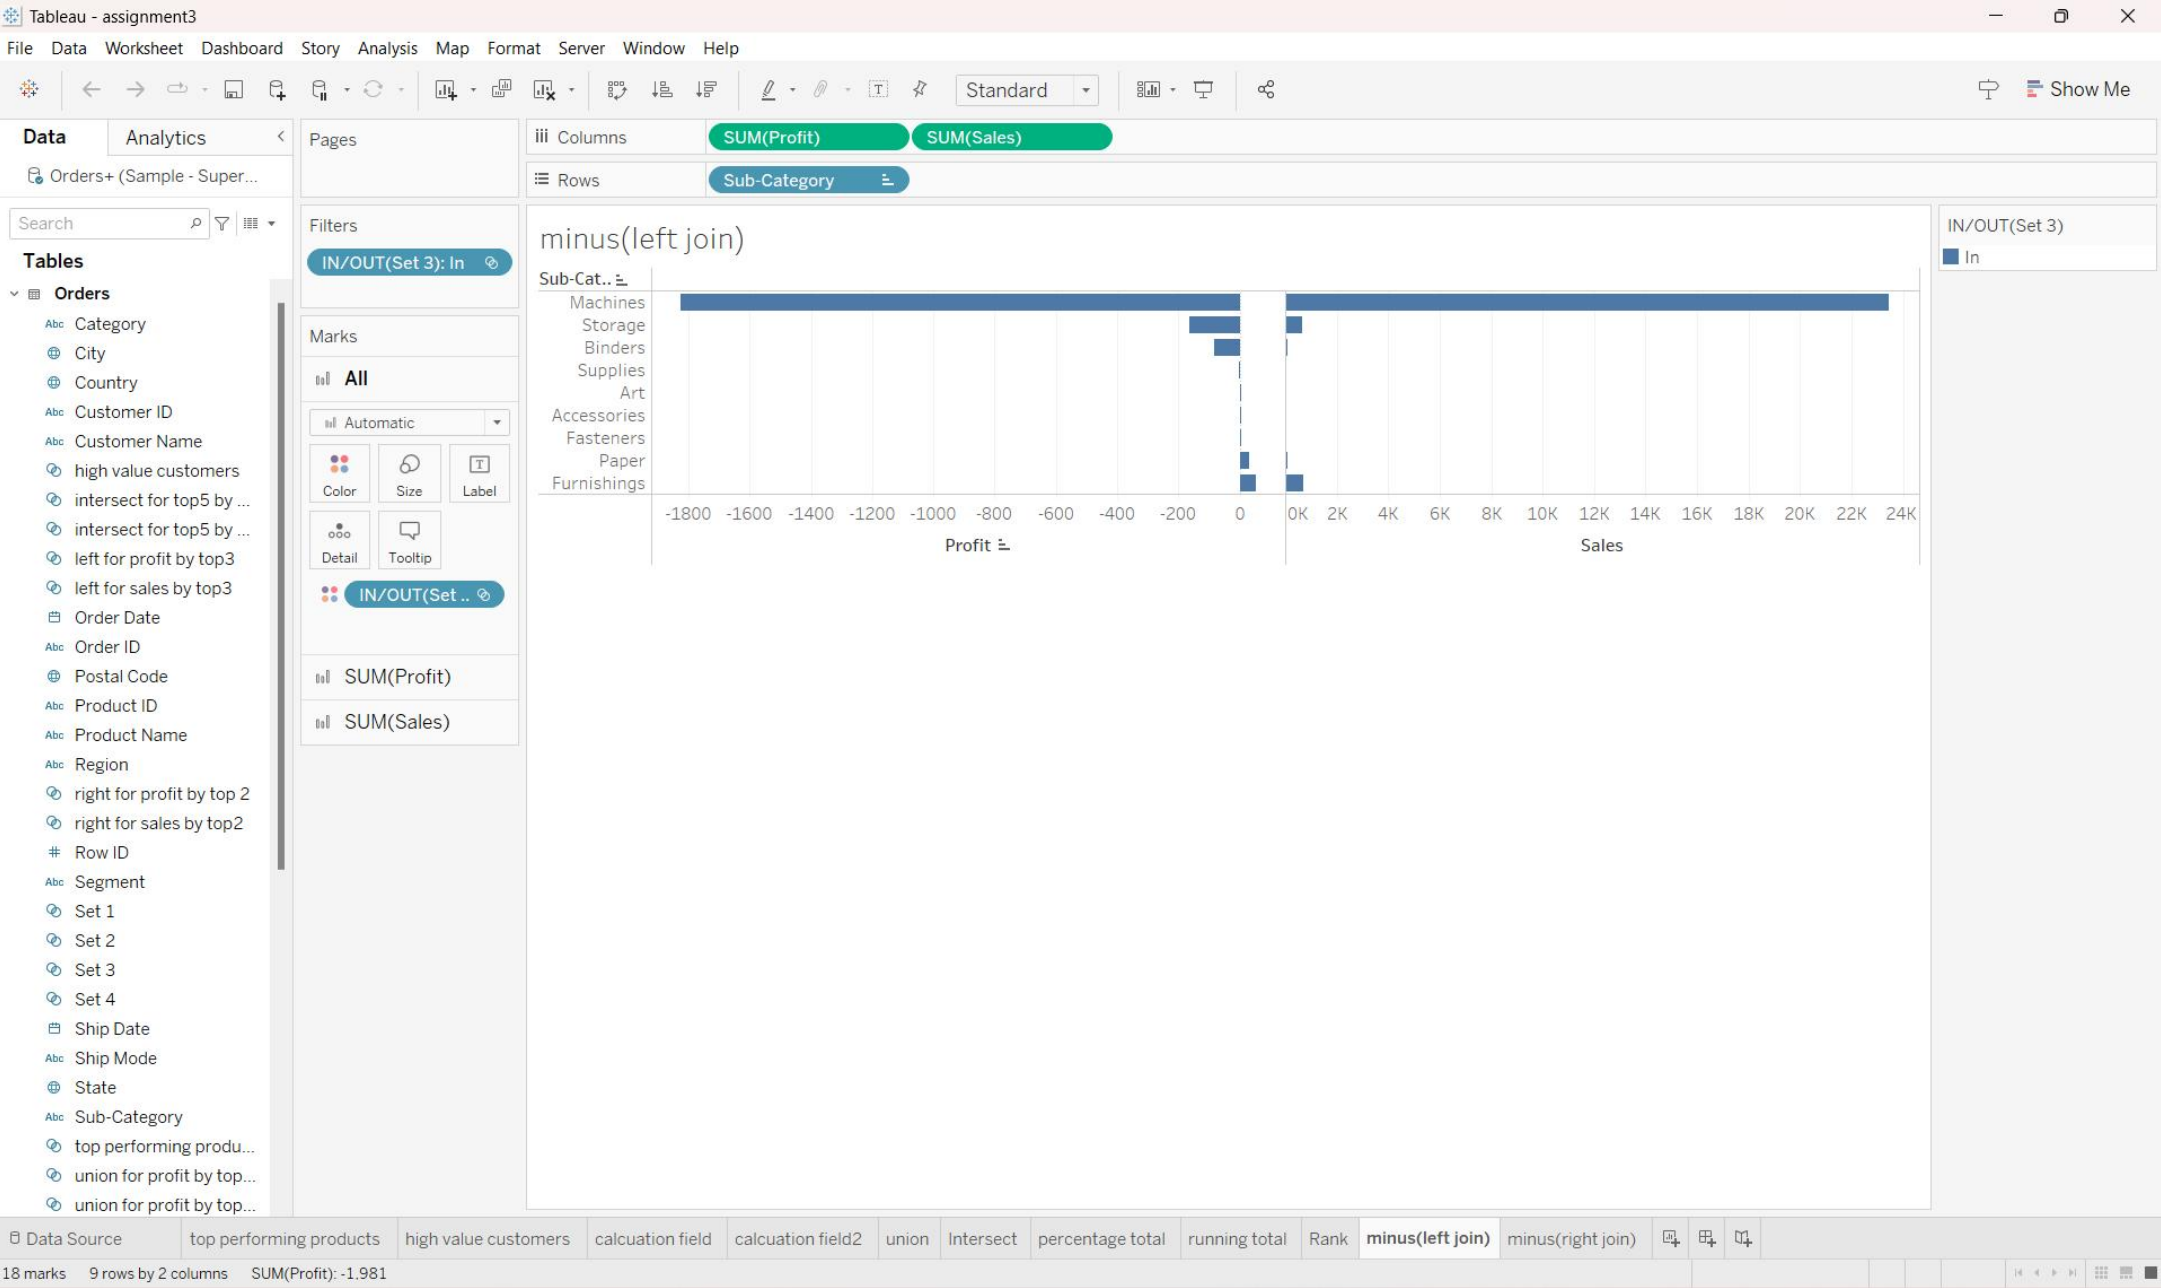 Tableau - assignment3
File Data Worksheet Dashboard Story Analysis Map Format Server Window Help
Standard
Show Me
Data Analytics
Orders+ (Sample - Super...
Search
Tables
Orders
Abc Category
City
Country
Abc Customer ID
Abc Customer Name
high value customers
intersect for top5 by ...
intersect for top5 by ...
left for profit by top3
left for sales by top3
Order Date
Abc Order ID
Postal Code
Abc Product ID
Abc Product Name
Abc Region
right for profit by top 2
right for sales by top2
# Row ID
Abc Segment
Set 1
Set 2
Set 3
Set 4
Ship Date
Abc Ship Mode
State
Abc Sub-Category
top performing produ...
union for profit by top...
union for profit by top...
Pages
Filters
IN/OUT(Set 3): In
Marks
All
Automatic
Color Size Label
Detail Tooltip
IN/OUT(Set ..
SUM(Profit)
SUM(Sales)
Columns SUM(Profit) SUM(Sales)
Rows Sub-Category
minus(left join)
Sub-Cat..
Machines
Storage
Binders
Supplies
Art
Accessories
Fasteners
Paper
Furnishings
-1800 -1600 -1400 -1200 -1000 -800 -600 -400 -200 0 0K 2K 4K 6K 8K 10K 12K 14K 16K 18K 20K 22K 24K
Profit Sales
IN/OUT(Set 3)
In
Data Source top performing products high value customers calcuation field calcuation field2 union Intersect percentage total running total Rank minus(left join) minus(right join)
18 marks 9 rows by 2 columns SUM(Profit): -1,981